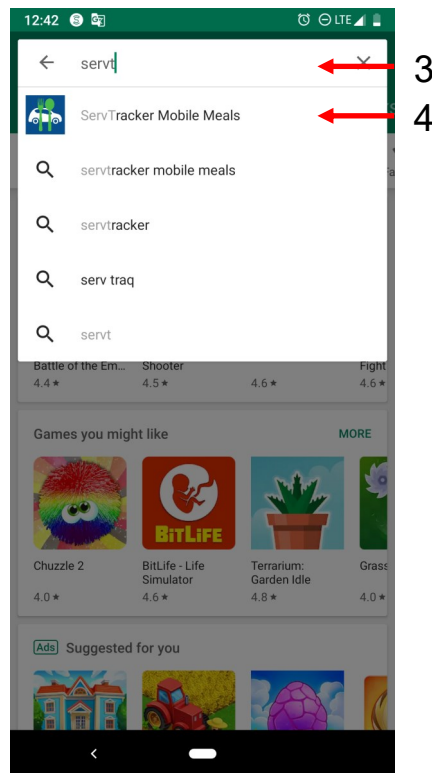 12:42 LTE
servt 3
ServTracker Mobile Meals 4
servtracker mobile meals
servtracker
serv traq
servt
Battle of the Em... Shooter Fight
4.4★ 4.5★ 4.6★ 4.6★
Games you might like MORE
BITLIFE
Chuzzle 2 BitLife - Life Terrarium: Grass
Simulator Garden Idle
4.0★ 4.6★ 4.8★ 4.0★
Ads Suggested for you